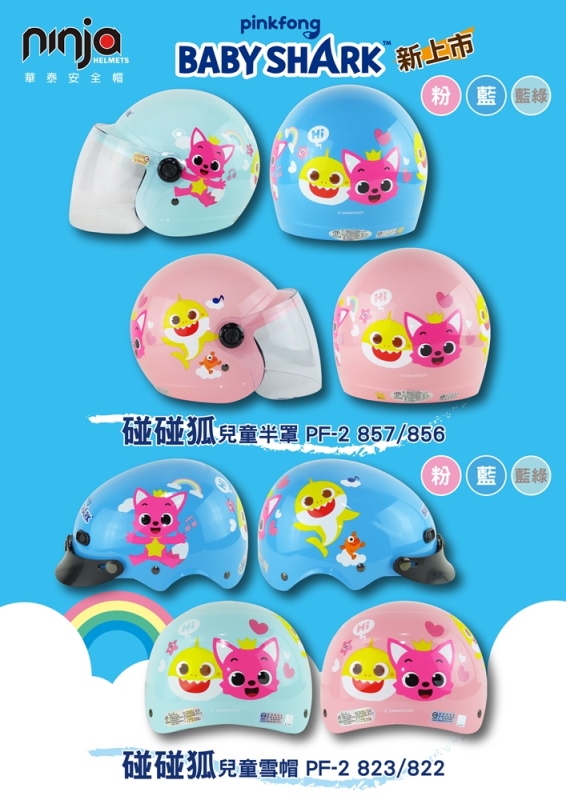 ninja
HELMETS
華泰安全帽
pinkfong
BABY SHARK™
新上市
粉 藍 藍綠
Hi
Hi
碰碰狐兒童半罩 PF-2 857/856
粉 藍 藍綠
SHARK
Hi
Hi
碰碰狐兒童雪帽 PF-2 823/822